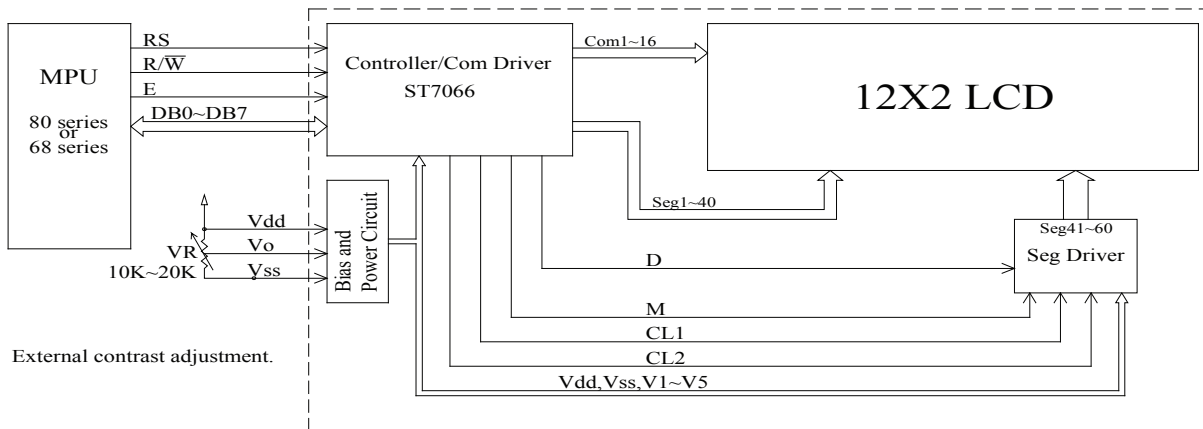 MPU
80 series
or
68 series
RS
R/W̅
E
DB0~DB7
Controller/Com Driver
ST7066
Com1~16
12X2 LCD
Seg1~40
Seg41~60
Seg Driver
Vdd
Vo
Vss
VR
10K~20K
Bias and
Power Circuit
D
M
CL1
CL2
Vdd,Vss,V1~V5
External contrast adjustment.